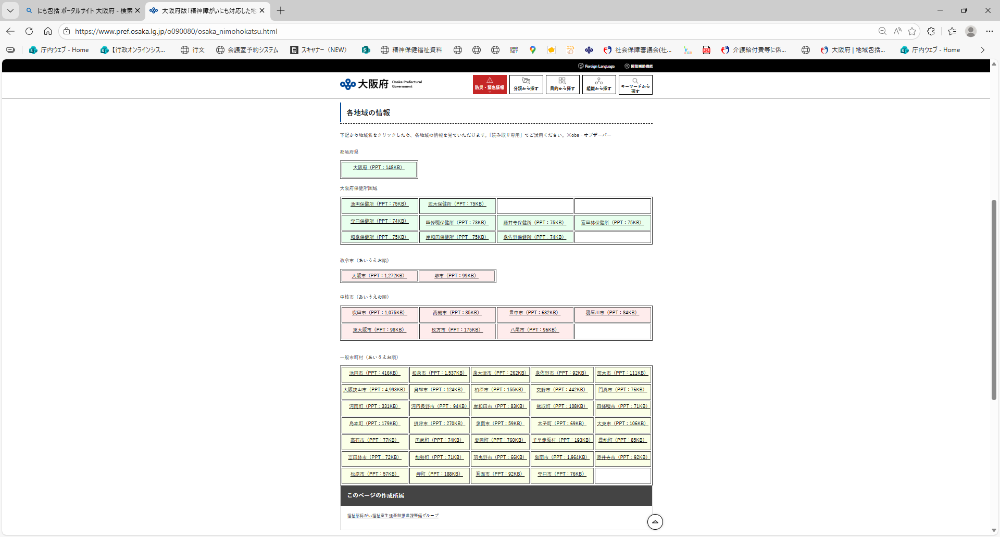 にも包括 ポータルサイト 大阪府 - 検索
大阪府版「精神障がいにも対応した地
https://www.pref.osaka.lg.jp/o090080/osaka_nimohokatsu.html
庁内ウェブ - Home
【行政オンラインシス...
行文
会議室予約システム
スキャナー（NEW）
精神保健福祉資料
WAM NET
PDF
社会保障審議会(社...
介護給付費等に係...
大阪府 | 地域包括...
庁内ウェブ - Home
Foreign Language
閲覧補助機能
大阪府
Osaka Prefectural Government
防災・緊急情報
分類から探す
目的から探す
組織から探す
キーワードから探す
各地域の情報
下記から地域名をクリックしたら、各地域の情報を見ていただけます。「読み取り専用」でご活用ください。※obs…オブザーバー
都道府県
大阪府（PPT：148KB）
大阪府保健所圏域
池田保健所（PPT：75KB） 茨木保健所（PPT：75KB）
守口保健所（PPT：74KB） 四條畷保健所（PPT：73KB） 藤井寺保健所（PPT：75KB） 富田林保健所（PPT：75KB）
和泉保健所（PPT：75KB） 岸和田保健所（PPT：75KB） 泉佐野保健所（PPT：74KB）
政令市（あいうえお順）
大阪市（PPT：1,272KB） 堺市（PPT：99KB）
中核市（あいうえお順）
吹田市（PPT：1,075KB） 高槻市（PPT：85KB） 豊中市（PPT：682KB） 寝屋川市（PPT：84KB）
東大阪市（PPT：98KB） 枚方市（PPT：175KB） 八尾市（PPT：96KB）
一般市町村（あいうえお順）
池田市（PPT：416KB） 和泉市（PPT：1,537KB） 泉大津市（PPT：262KB） 泉佐野市（PPT：92KB） 茨木市（PPT：111KB）
大阪狭山市（PPT：4,993KB） 貝塚市（PPT：124KB） 柏原市（PPT：155KB） 交野市（PPT：442KB） 門真市（PPT：76KB）
河南町（PPT：331KB） 河内長野市（PPT：94KB） 岸和田市（PPT：83KB） 熊取町（PPT：108KB） 四條畷市（PPT：71KB）
島本町（PPT：179KB） 摂津市（PPT：270KB） 泉南市（PPT：59KB） 太子町（PPT：69KB） 大東市（PPT：106KB）
高石市（PPT：77KB） 田尻町（PPT：74KB） 忠岡町（PPT：760KB） 千早赤阪村（PPT：193KB） 豊能町（PPT：85KB）
富田林市（PPT：72KB） 能勢町（PPT：71KB） 羽曳野市（PPT：66KB） 阪南市（PPT：1,964KB） 藤井寺市（PPT：92KB）
松原市（PPT：57KB） 岬町（PPT：188KB） 箕面市（PPT：92KB） 守口市（PPT：76KB）
このページの作成所属
福祉部障がい福祉室生活基盤推進課整備グループ